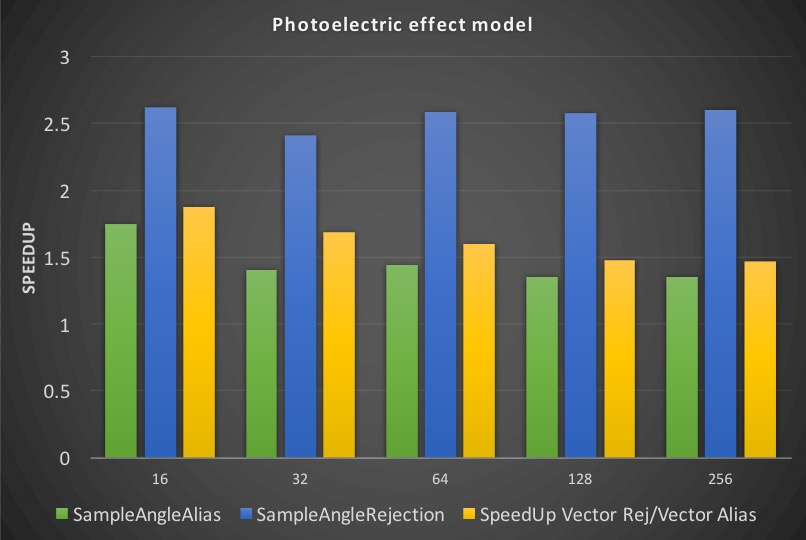 Photoelectric effect model
3
2.5
2
1.5
1
0.5
0
SPEEDUP
16 32 64 128 256
SampleAngleAlias SampleAngleRejection SpeedUp Vector Rej/Vector Alias